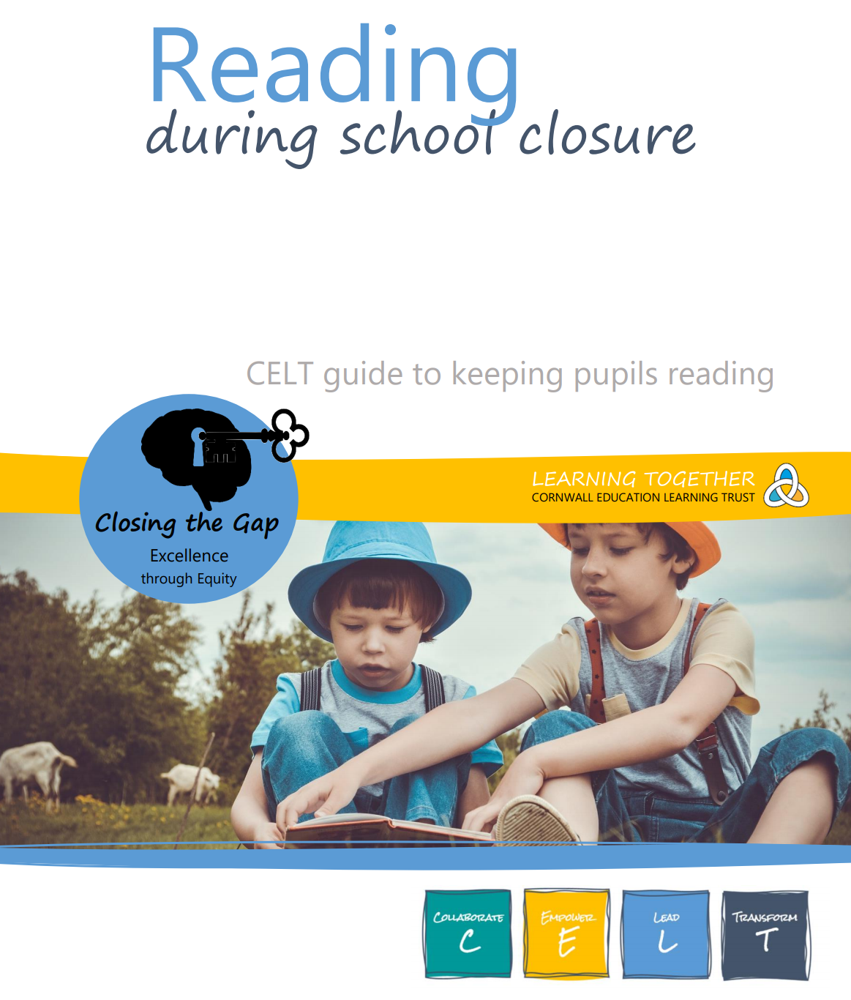 Reading
during school closure
CELT guide to keeping pupils reading
LEARNING TOGETHER
CORNWALL EDUCATION LEARNING TRUST
Closing the Gap
Excellence
through Equity
COLLABORATE
C
EMPOWER
E
LEAD
L
TRANSFORM
T